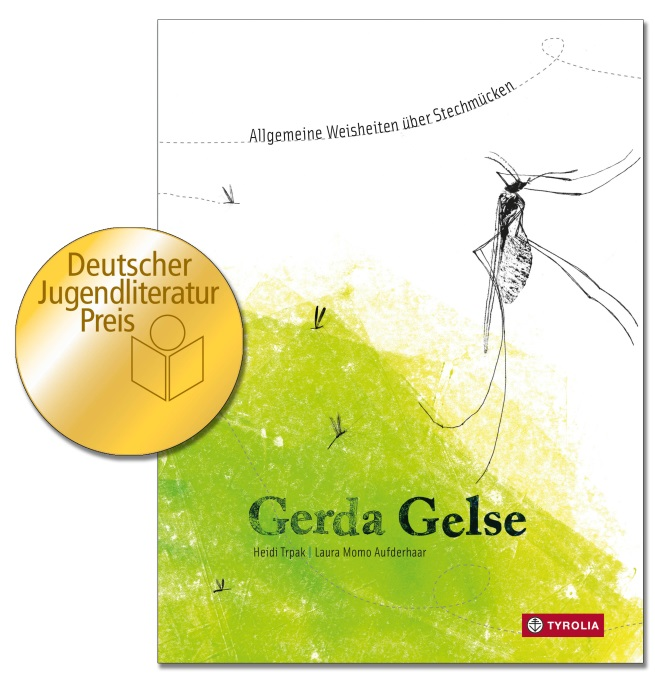 Allgemeine Weisheiten über Stechmücken
Deutscher
Jugendliteratur
Preis
Gerda Gelse
Heidi Trpak | Laura Momo Aufderhaar
TYROLIA